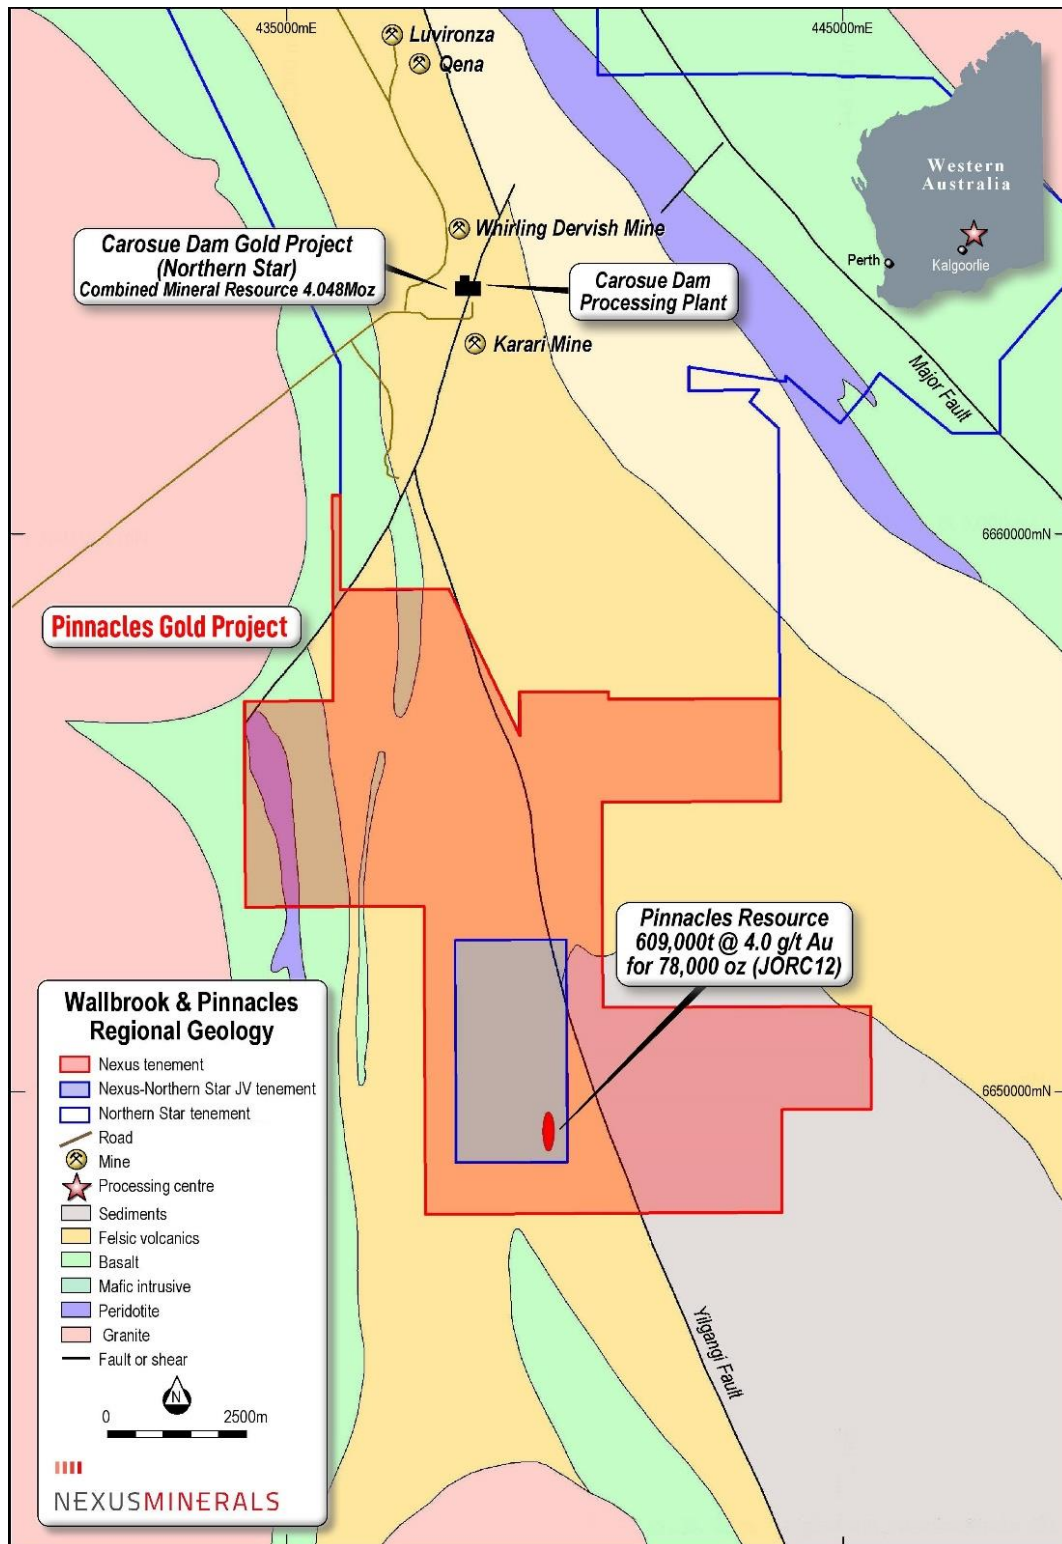 435000mE
445000mE
Luvironza
Qena
Western
Australia
Perth
Kalgoorlie
Whirling Dervish Mine
Carosue Dam Gold Project
(Northern Star)
Combined Mineral Resource 4.048Moz
Carosue Dam
Processing Plant
Karari Mine
Major Fault
6660000mN
Pinnacles Gold Project
Pinnacles Resource
609,000t @ 4.0 g/t Au
for 78,000 oz (JORC12)
6650000mN
Yilgangi Fault
Wallbrook & Pinnacles
Regional Geology
Nexus tenement
Nexus-Northern Star JV tenement
Northern Star tenement
Road
Mine
Processing centre
Sediments
Felsic volcanics
Basalt
Mafic intrusive
Peridotite
Granite
Fault or shear
N
0 2500m
NEXUSMINERALS